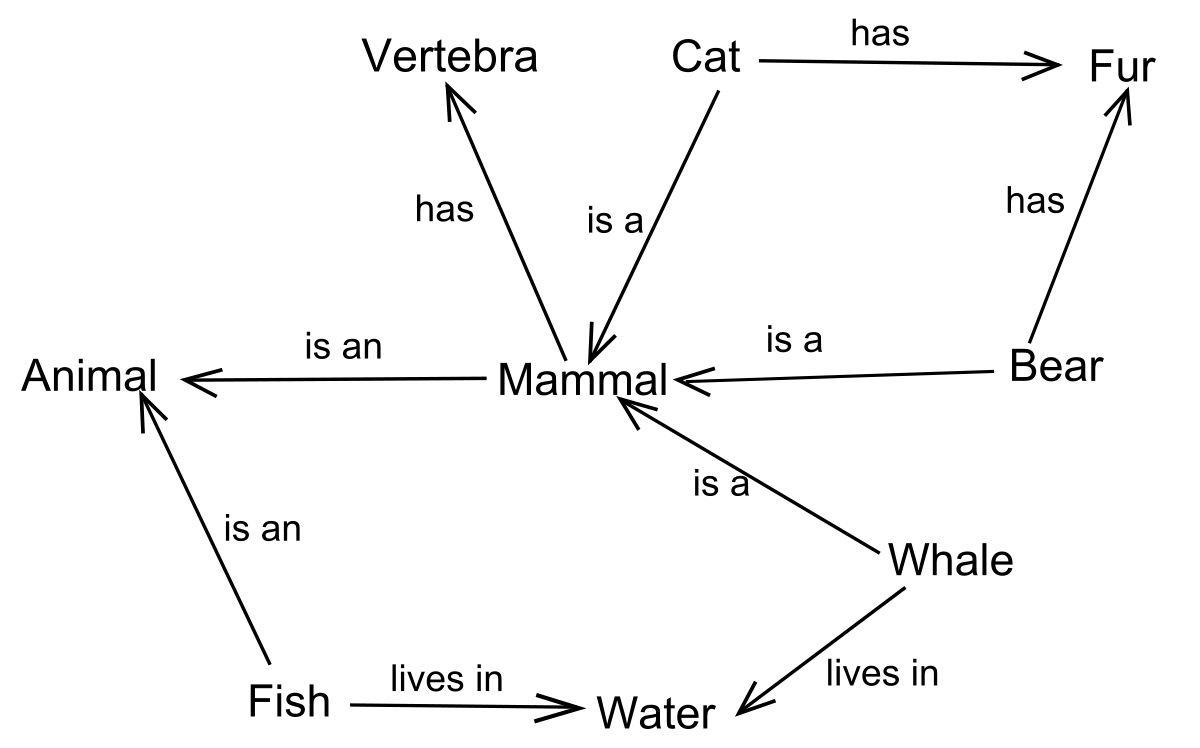 has
Vertebra
Cat
Fur
has
is a
has
is an
is a
Animal
Mammal
Bear
is a
is an
Whale
lives in
lives in
Fish
Water